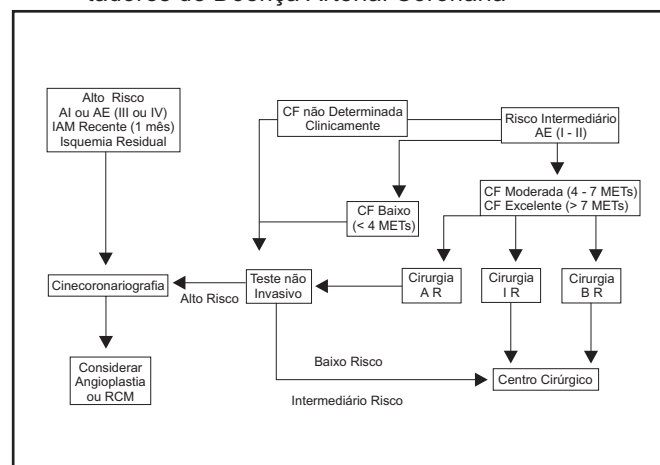 Alto Risco
AI ou AE (III ou IV)
IAM Recente (1 mês)
Isquemia Residual
CF não Determinada
Clinicamente
Risco Intermediário
AE (I - II)
CF Baixo
(< 4 METs)
CF Moderada (4 - 7 METs)
CF Excelente (> 7 METs)
Cinecoronariografia
Alto Risco
Teste não
Invasivo
Cirurgia
A R
Cirurgia
I R
Cirurgia
B R
Considerar
Angioplastia
ou RCM
Baixo Risco
Intermediário Risco
Centro Cirúrgico